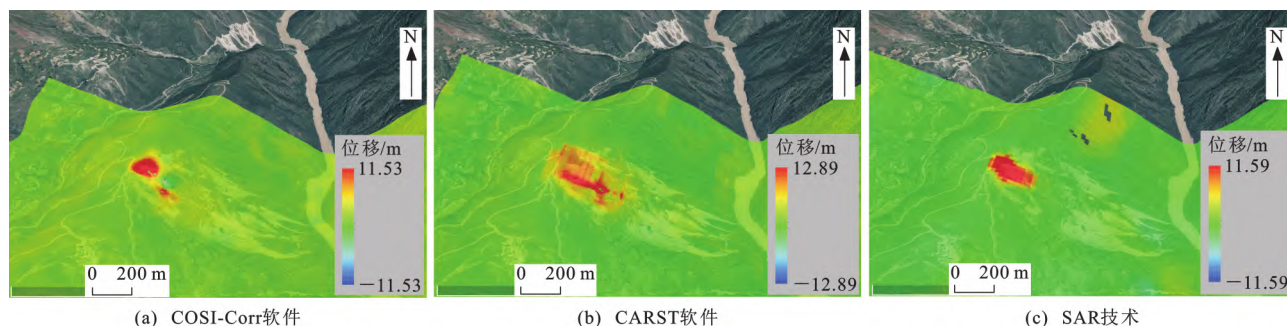 N
位移/m
11.53
－11.53
0 200 m
(a) COSI-Corr软件
N
位移/m
12.89
－12.89
0 200 m
(b) CARST软件
N
位移/m
11.59
－11.59
0 200 m
(c) SAR技术